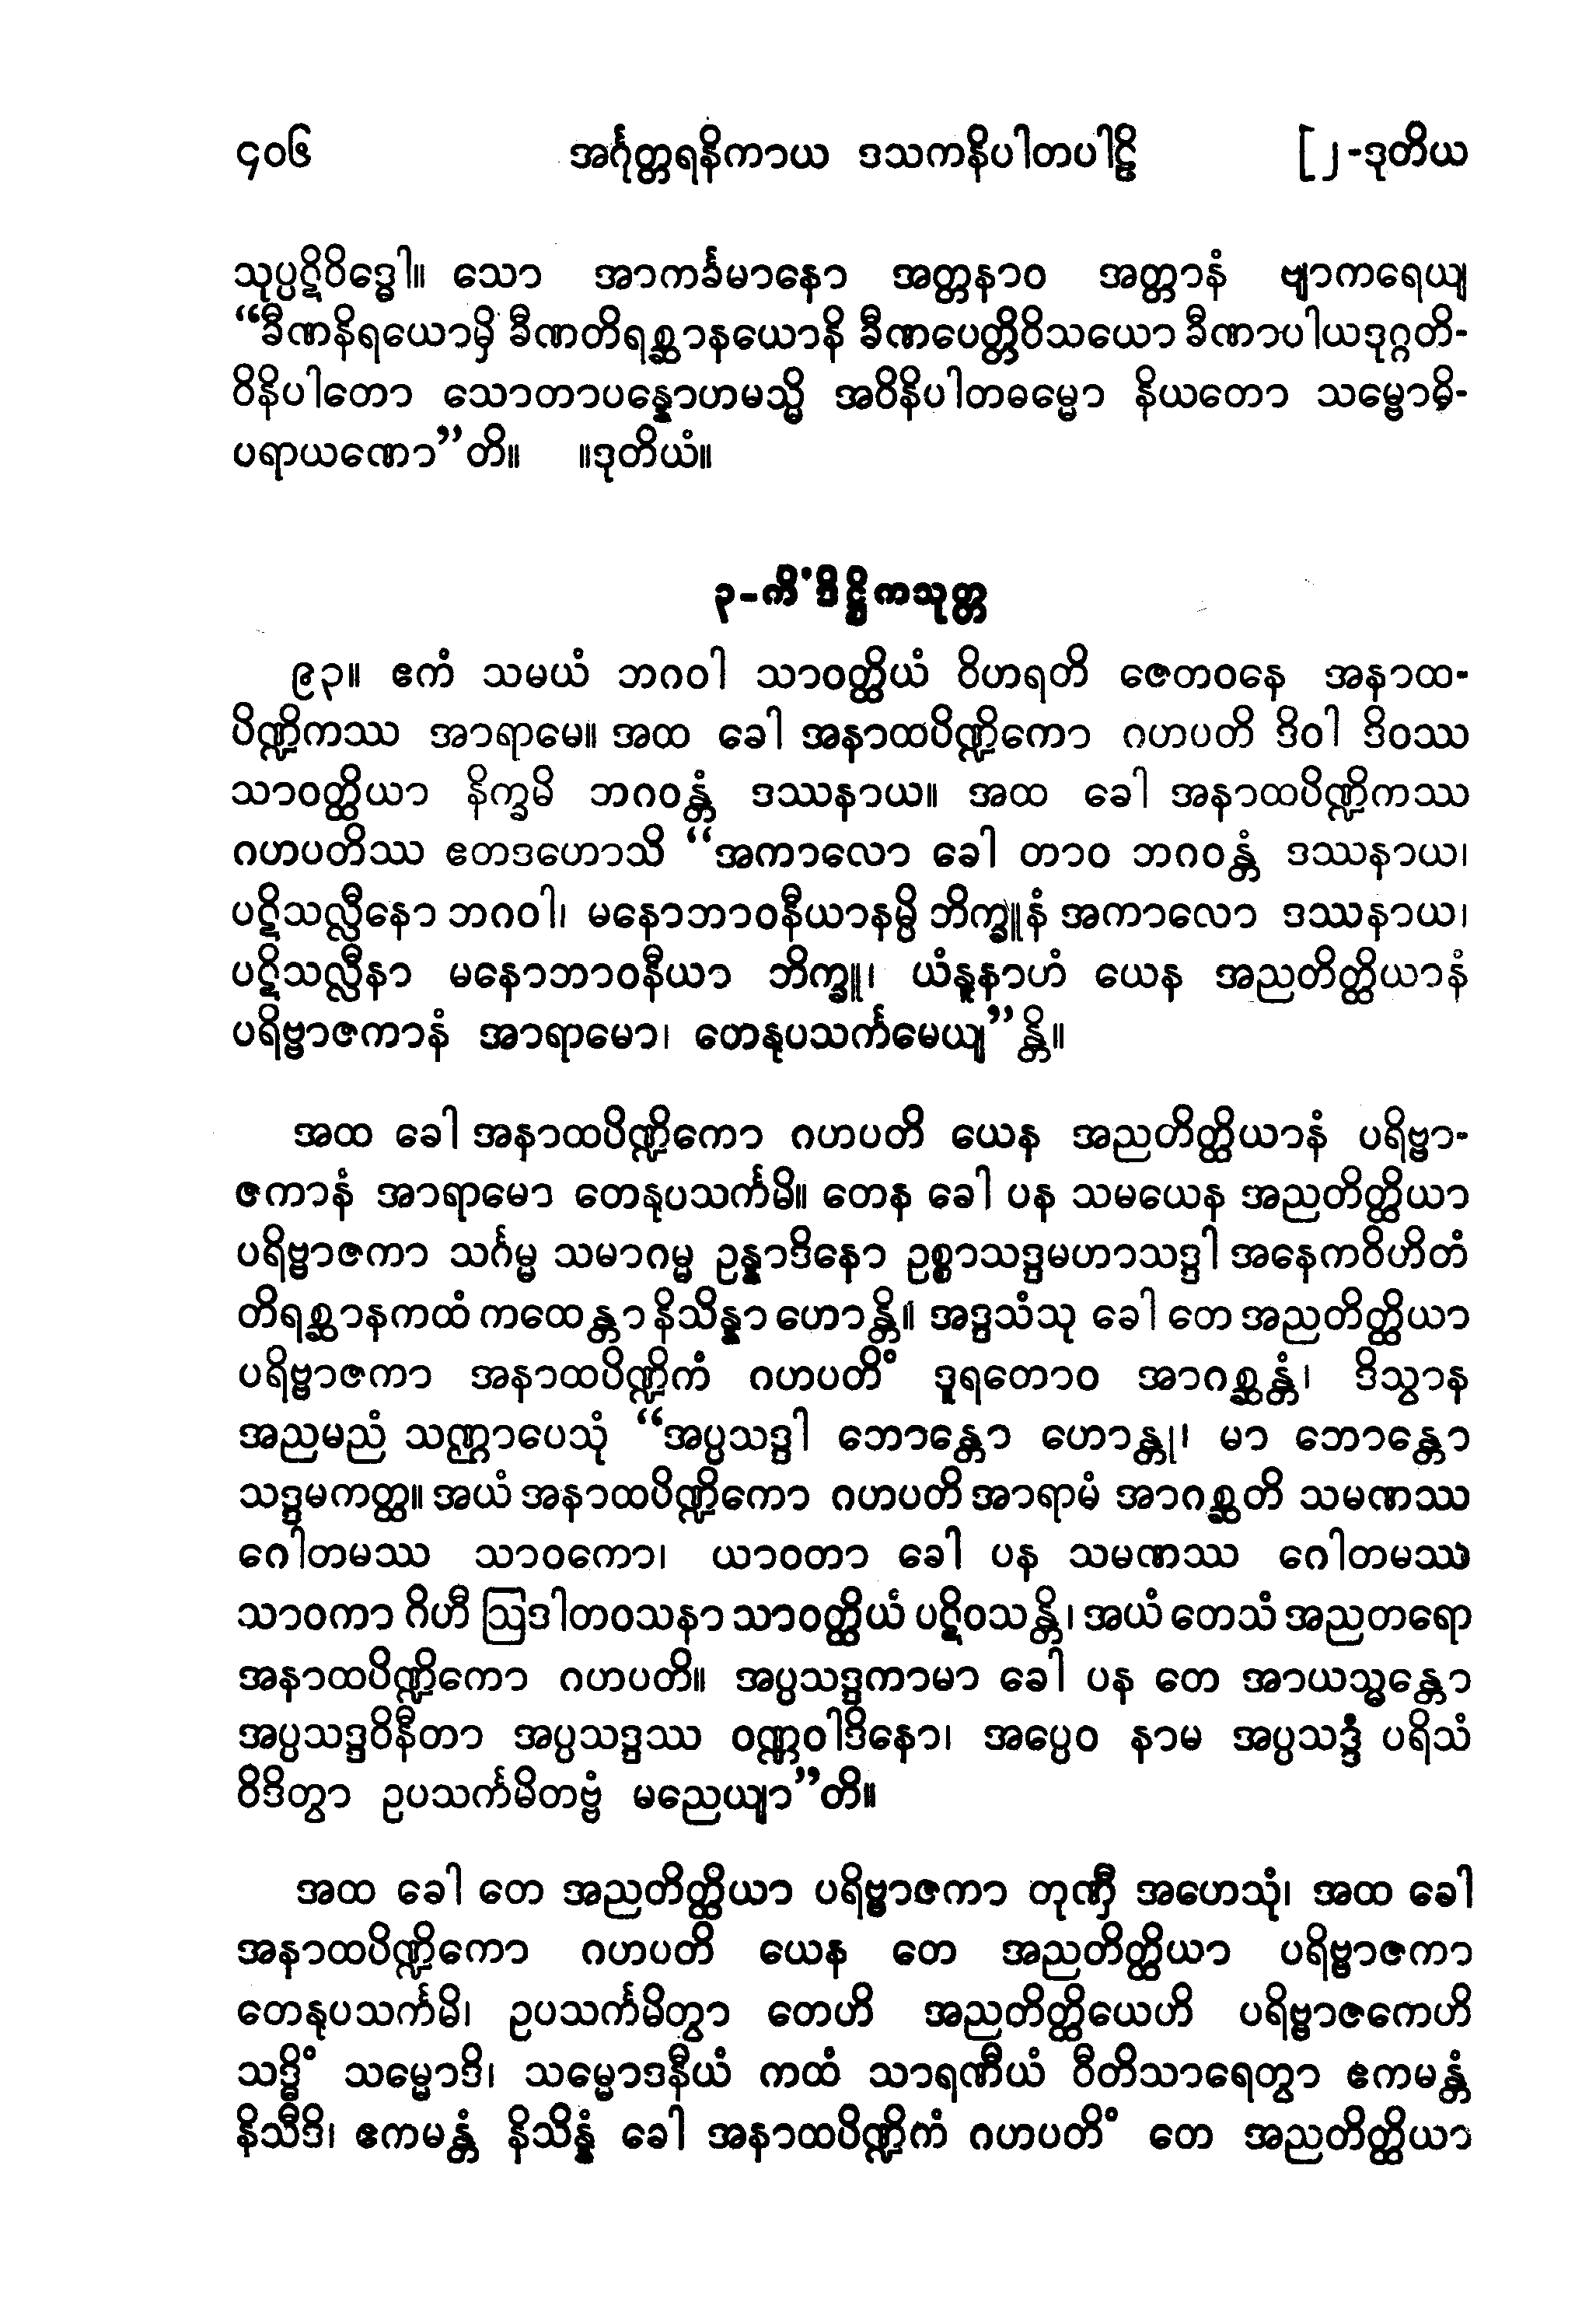 ၄၀၆ အင်္ဂုတ္တရနိကာယ ဒသကနိပါတပါဠိ [၂-ဒုတိယ
သုပ္ပဋိဝိဒ္ဓေါ။ သော အာကင်္ခမာနော အတ္တနာဝ အတ္တာနံ ဗျာကရေယျ
“ခီဏနိရယောမှိ ခီဏတိရစ္ဆာနယောနိ ခီဏပေတ္တိဝိသယော ခီဏာပါယဒုဂ္ဂတိ-
ဝိနိပါတော သောတာပန္နောဟမသ္မိ အဝိနိပါတဓမ္မော နိယတော သမ္ဗောဓိ-
ပရာယဏော”တိ။ ။ဒုတိယံ။
၃-ကိံဒိဋ္ဌိကသုတ္တ
၉၃။ ဧကံ သမယံ ဘဂဝါ သာဝတ္ထိယံ ဝိဟရတိ ဇေတဝနေ အနာထ-
ပိဏ္ဍိကဿ အာရာမေ။ အထ ခေါ အနာထပိဏ္ဍိကော ဂဟပတိ ဒိဝါ ဒိဝဿ
သာဝတ္ထိယာ နိက္ခမိ ဘဂဝန္တံ ဒဿနာယ။ အထ ခေါ အနာထပိဏ္ဍိကဿ
ဂဟပတိဿ ဧတဒဟောသိ “အကာလော ခေါ တာဝ ဘဂဝန္တံ ဒဿနာယ၊
ပဋိသလ္လီနော ဘဂဝါ၊ မနောဘာဝနီယာနမ္ပိ ဘိက္ခူနံ အကာလော ဒဿနာယ၊
ပဋိသလ္လီနာ မနောဘာဝနီယာ ဘိက္ခူ၊ ယံနူနာဟံ ယေန အညတိတ္ထိယာနံ
ပရိဗ္ဗာဇကာနံ အာရာမော၊ တေနုပသင်္ကမေယျ”န္တိ။
အထ ခေါ အနာထပိဏ္ဍိကော ဂဟပတိ ယေန အညတိတ္ထိယာနံ ပရိဗ္ဗာ-
ဇကာနံ အာရာမော တေနုပသင်္ကမိ။ တေန ခေါ ပန သမယေန အညတိတ္ထိယာ
ပရိဗ္ဗာဇကာ သင်္ဂမ္မ သမာဂမ္မ ဥန္နာဒိနော ဥစ္စာသဒ္ဒမဟာသဒ္ဒါ အနေကဝိဟိတံ
တိရစ္ဆာနကထံ ကထေန္တာ နိသိန္နာ ဟောန္တိ။ အဒ္ဒသံသု ခေါ တေ အညတိတ္ထိယာ
ပရိဗ္ဗာဇကာ အနာထပိဏ္ဍိကံ ဂဟပတိံ ဒူရတောဝ အာဂစ္ဆန္တံ၊ ဒိသွာန
အညမညံ သဏ္ဌာပေသုံ “အပ္ပသဒ္ဒါ ဘောန္တော ဟောန္တု၊ မာ ဘောန္တော
သဒ္ဒမကတ္ထ။ အယံ အနာထပိဏ္ဍိကော ဂဟပတိ အာရာမံ အာဂစ္ဆတိ သမဏဿ
ဂေါတမဿ သာဝကော၊ ယာဝတာ ခေါ ပန သမဏဿ ဂေါတမဿ
သာဝကာ ဂိဟီ ဩဒါတဝသနာ သာဝတ္ထိယံ ပဋိဝသန္တိ၊ အယံ တေသံ အညတရော
အနာထပိဏ္ဍိကော ဂဟပတိ။ အပ္ပသဒ္ဒကာမာ ခေါ ပန တေ အာယသ္မန္တော
အပ္ပသဒ္ဒဝိနီတာ အပ္ပသဒ္ဒဿ ဝဏ္ဏဝါဒိနော၊ အပ္ပေဝ နာမ အပ္ပသဒ္ဒံ ပရိသံ
ဝိဒိတွာ ဥပသင်္ကမိတဗ္ဗံ မညေယျာ”တိ။
အထ ခေါ တေ အညတိတ္ထိယာ ပရိဗ္ဗာဇကာ တုဏှီ အဟေသုံ၊ အထ ခေါ
အနာထပိဏ္ဍိကော ဂဟပတိ ယေန တေ အညတိတ္ထိယာ ပရိဗ္ဗာဇကာ
တေနုပသင်္ကမိ၊ ဥပသင်္ကမိတွာ တေဟိ အညတိတ္ထိယေဟိ ပရိဗ္ဗာဇကေဟိ
သဒ္ဓိံ သမ္မောဒိ၊ သမ္မောဒနီယံ ကထံ သာရဏီယံ ဝီတိသာရေတွာ ဧကမန္တံ
နိသီဒိ၊ ဧကမန္တံ နိသိန္နံ ခေါ အနာထပိဏ္ဍိကံ ဂဟပတိံ တေ အညတိတ္ထိယာ